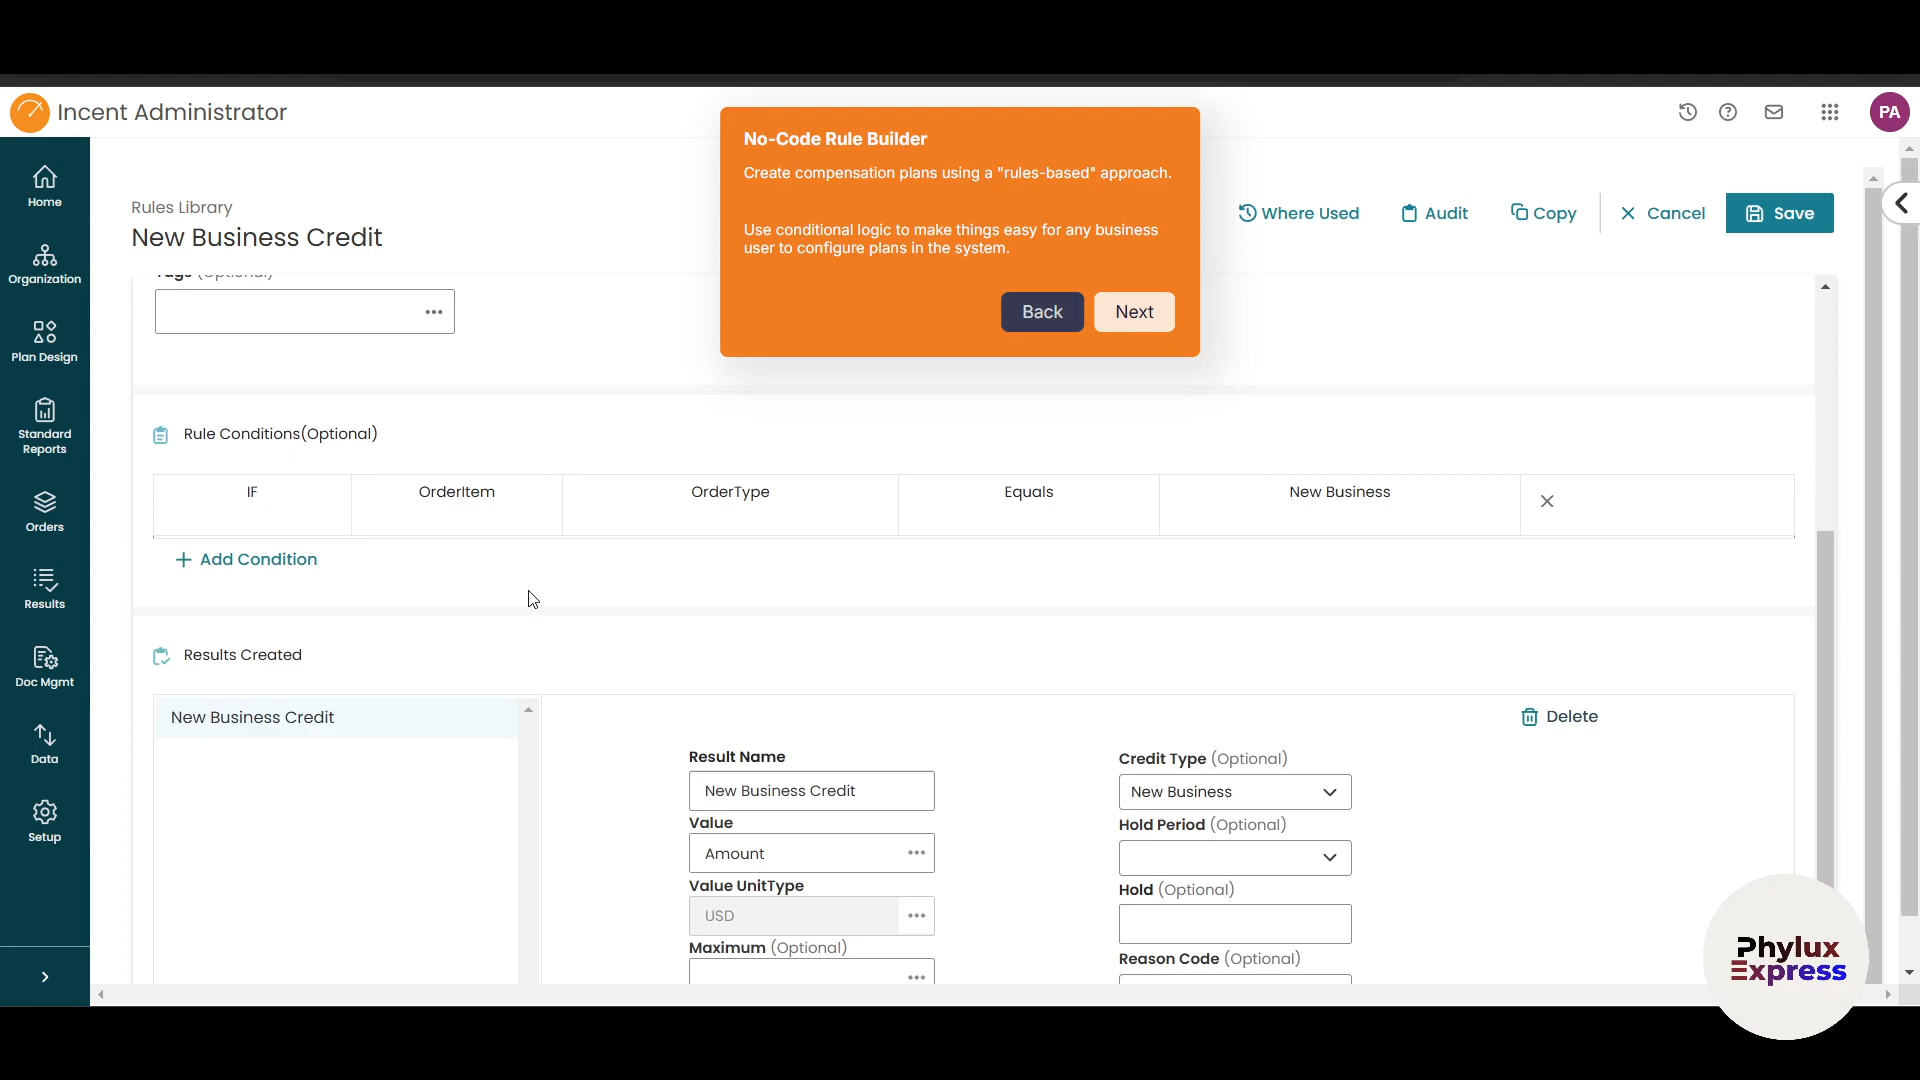 Incent Administrator
PA
No-Code Rule Builder
Create compensation plans using a "rules-based" approach.
Use conditional logic to make things easy for any business
user to configure plans in the system.
Back
Next
Home
Organization
Plan Design
Standard
Reports
Orders
Results
Doc Mgmt
Data
Setup
Rules Library
New Business Credit
Where Used
Audit
Copy
Cancel
Save
Tags (Optional)
Rule Conditions(Optional)
IF
OrderItem
OrderType
Equals
New Business
Add Condition
Results Created
New Business Credit
Delete
Result Name
New Business Credit
Value
Amount
Value UnitType
USD
Maximum (Optional)
Credit Type (Optional)
New Business
Hold Period (Optional)
Hold (Optional)
Reason Code (Optional)
Phylux
Express